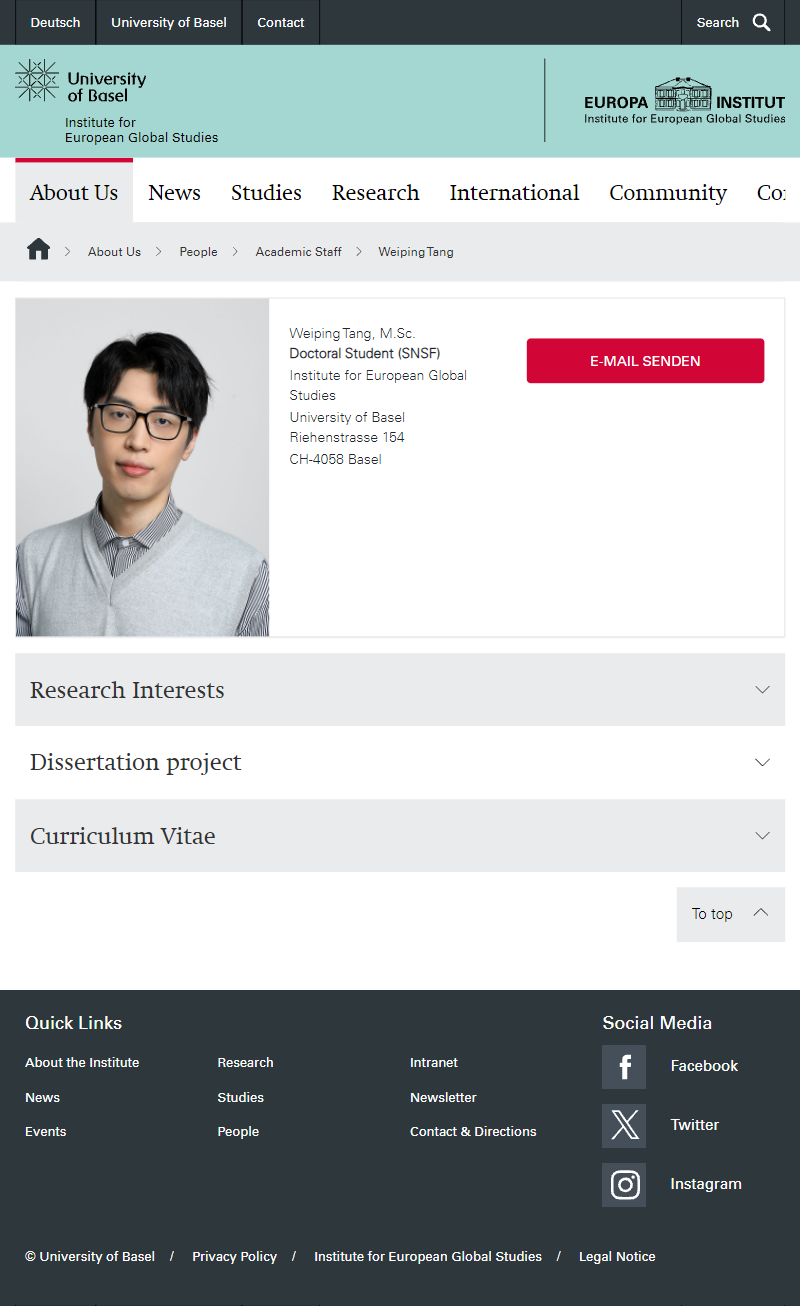 Deutsch
University of Basel
Contact
Search
University
of Basel
Institute for
European Global Studies
EUROPA INSTITUT
Institute for European Global Studies
About Us
News
Studies
Research
International
Community
About Us
People
Academic Staff
Weiping Tang
Weiping Tang, M.Sc.
Doctoral Student (SNSF)
Institute for European Global
Studies
University of Basel
Riehenstrasse 154
CH-4058 Basel
E-MAIL SENDEN
Research Interests
Dissertation project
Curriculum Vitae
To top
Quick Links
About the Institute
News
Events
Research
Studies
People
Intranet
Newsletter
Contact & Directions
Social Media
Facebook
Twitter
Instagram
© University of Basel / Privacy Policy / Institute for European Global Studies / Legal Notice